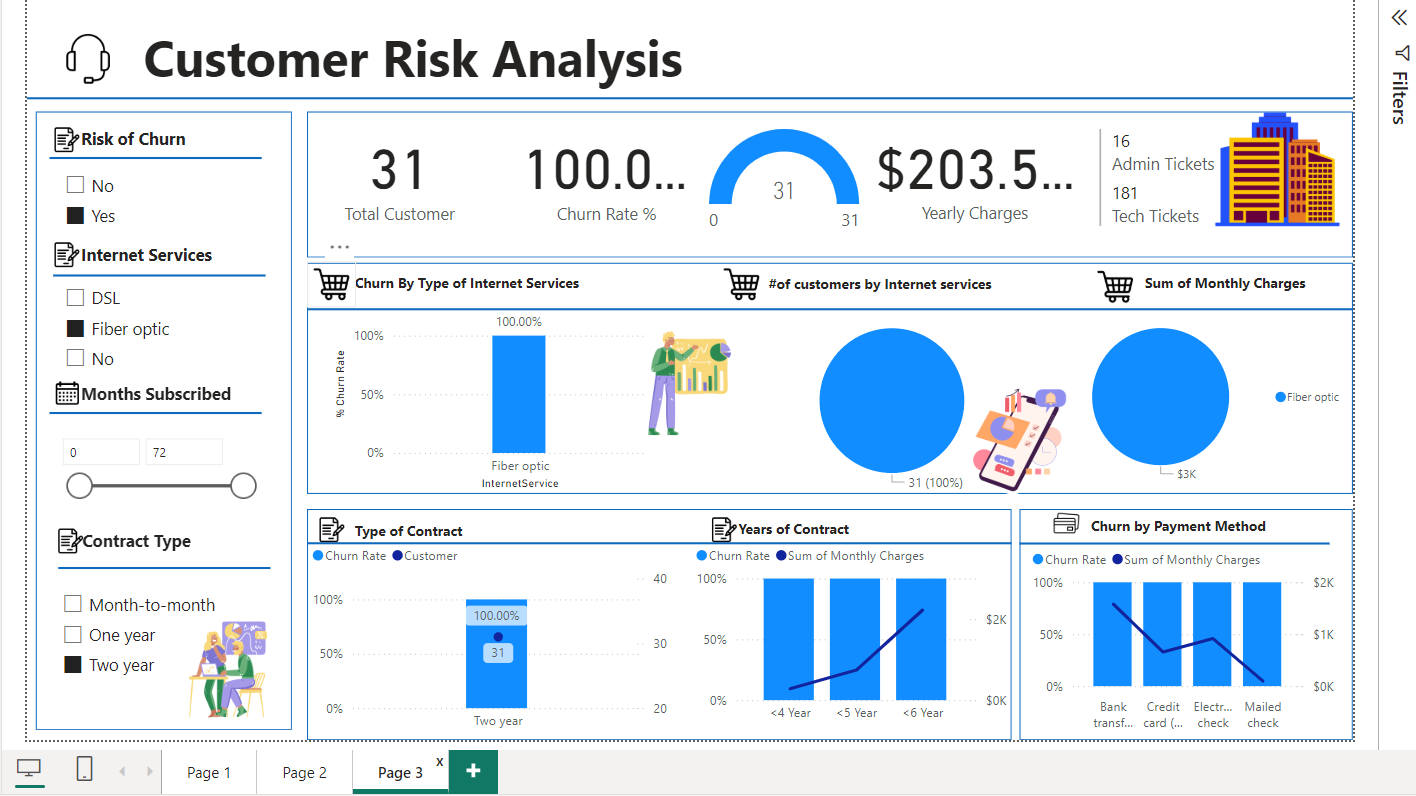 Customer Risk Analysis
Filters
Risk of Churn
No
Yes
Internet Services
DSL
Fiber optic
No
Months Subscribed
0
72
Contract Type
Month-to-month
One year
Two year
31
Total Customer
100.0...
Churn Rate %
31
0
31
$203.5...
Yearly Charges
16
Admin Tickets
181
Tech Tickets
...
Churn By Type of Internet Services
100.00%
100%
50%
0%
% Churn Rate
Fiber optic
InternetService
#of customers by Internet services
31 (100%)
Sum of Monthly Charges
Fiber optic
$3K
Type of Contract
Churn Rate Customer
100%
50%
0%
100.00%
31
40
30
20
Two year
Years of Contract
Churn Rate Sum of Monthly Charges
100%
50%
0%
$2K
$0K
<4 Year <5 Year <6 Year
Churn by Payment Method
Churn Rate Sum of Monthly Charges
100%
50%
0%
$2K
$1K
$0K
Bank Credit Electr... Mailed
transf... card (... check check
Page 1
Page 2
Page 3
x
+